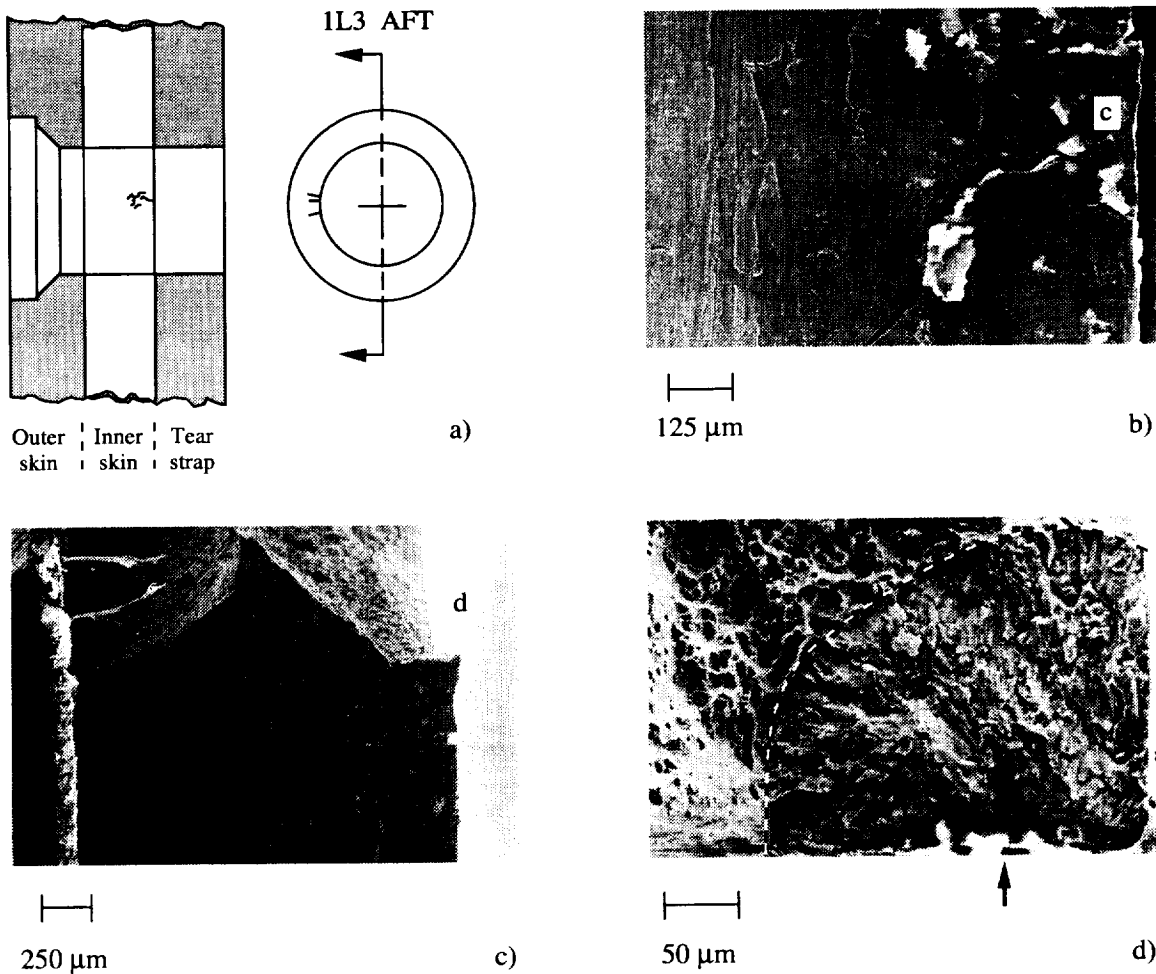 1L3 AFT
Outer
skin
Inner
skin
Tear
strap
a)
c
125 µm
b)
d
250 µm
c)
50 µm
d)